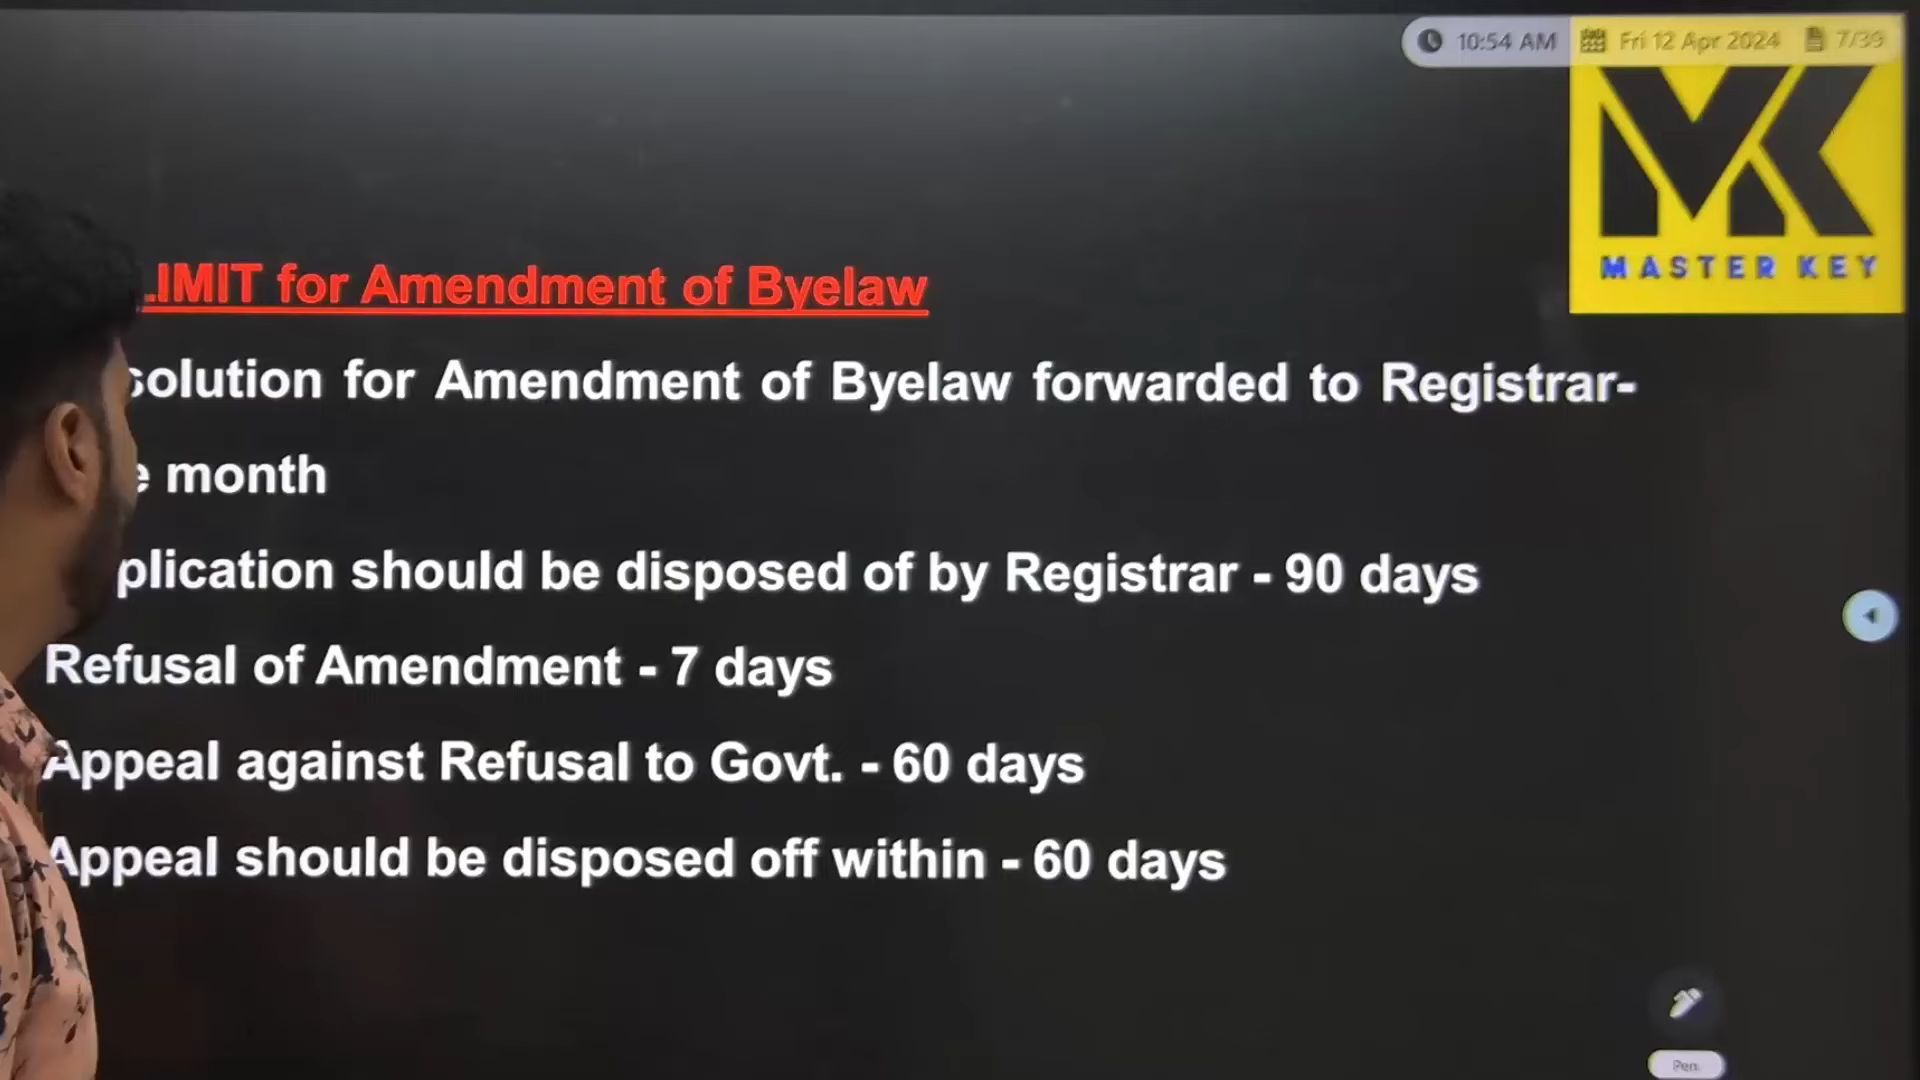 10:54 AM Fri 12 Apr 2024 7/39
MASTER KEY
LIMIT for Amendment of Byelaw
solution for Amendment of Byelaw forwarded to Registrar-
month
plication should be disposed of by Registrar - 90 days
Refusal of Amendment - 7 days
Appeal against Refusal to Govt. - 60 days
Appeal should be disposed off within - 60 days
Pen